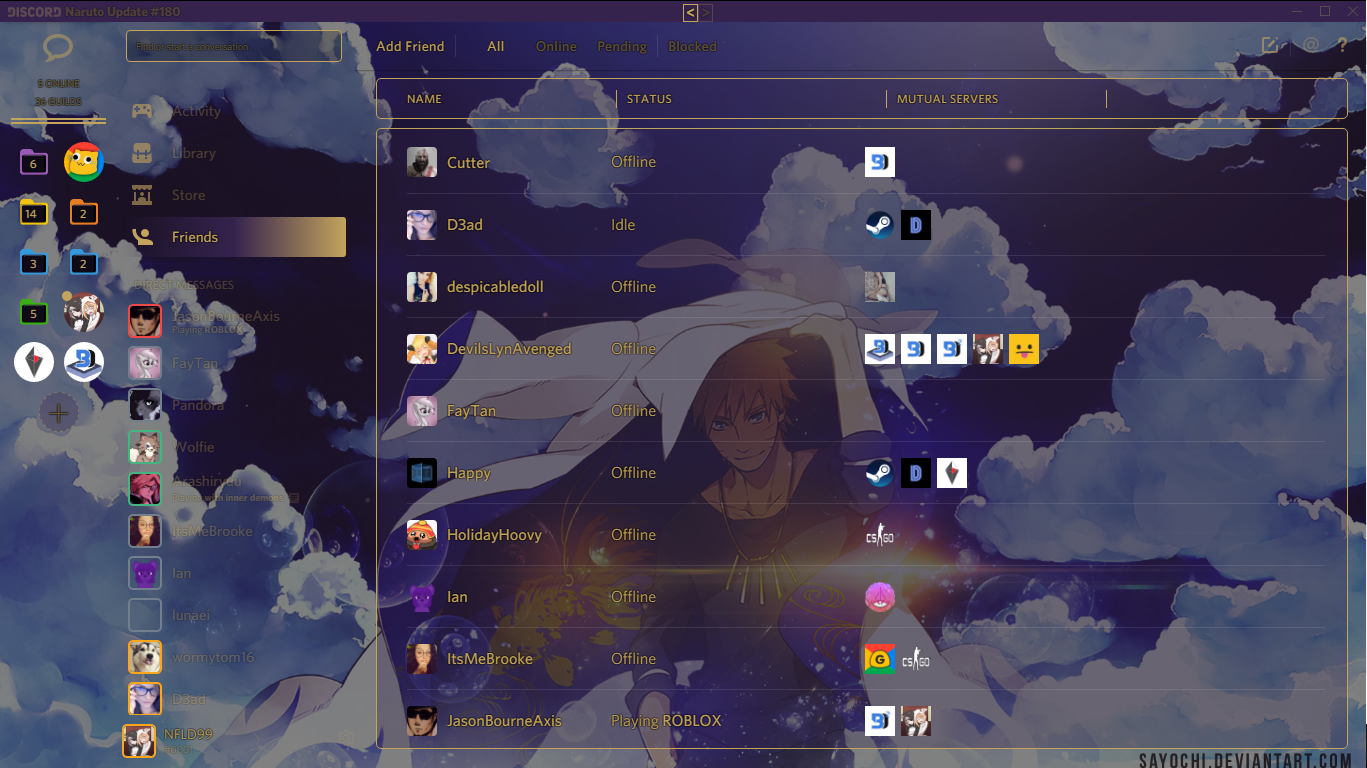 DISCORD Naruto Update #180
< >
Find or start a conversation
5 ONLINE
36 GUILDS
6
14 2
3 2
5
Activity
Library
Store
Friends
DIRECT MESSAGES
JasonBourneAxis
Playing ROBLOX
FayTan
Pandora
Wolfie
Arashiryuu
Playing with inner demons
ItsMeBrooke
Ian
lunaei
wormytom16
D3ad
NFLD99
Add Friend All Online Pending Blocked
@ ?
NAME STATUS MUTUAL SERVERS
Cutter Offline
D3ad Idle D
despicabledoll Offline
DevilsLynAvenged Offline
FayTan Offline
Happy Offline D
HolidayHoovy Offline CS GO
Ian Offline
ItsMeBrooke Offline G CS GO
JasonBourneAxis Playing ROBLOX
SAYOCHI.DEVIANTART.COM